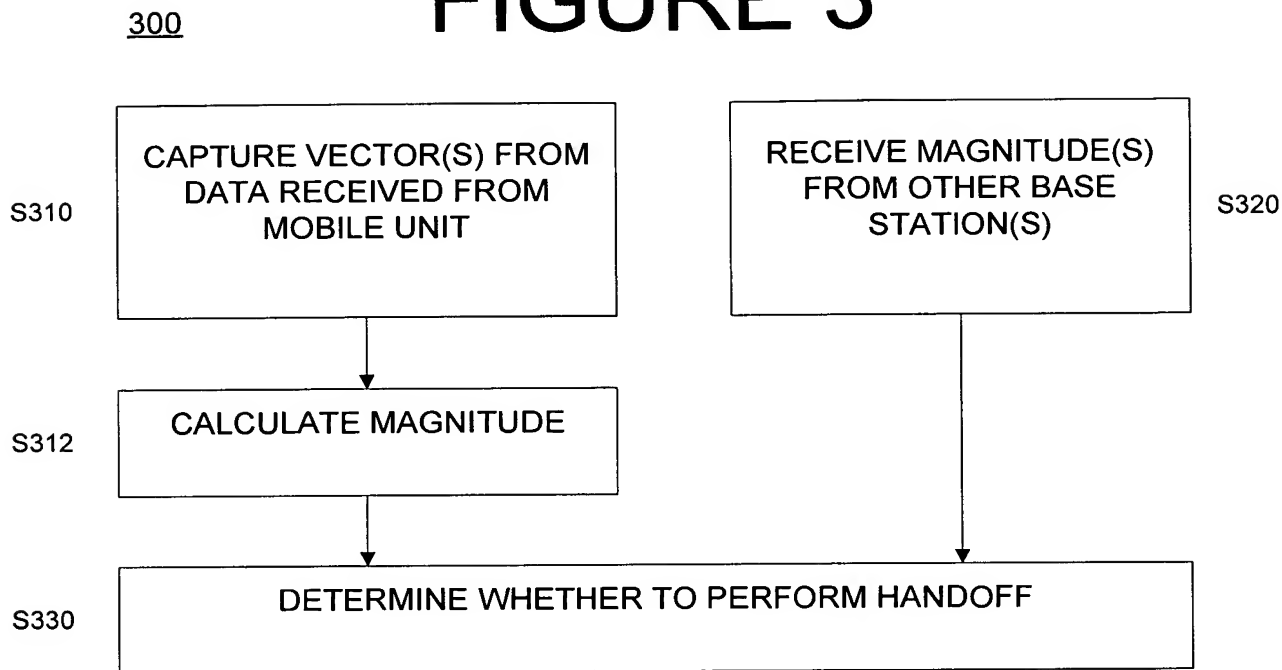 FIGURE 3
300
CAPTURE VECTOR(S) FROM
DATA RECEIVED FROM
MOBILE UNIT
S310
RECEIVE MAGNITUDE(S)
FROM OTHER BASE
STATION(S)
S320
CALCULATE MAGNITUDE
S312
DETERMINE WHETHER TO PERFORM HANDOFF
S330